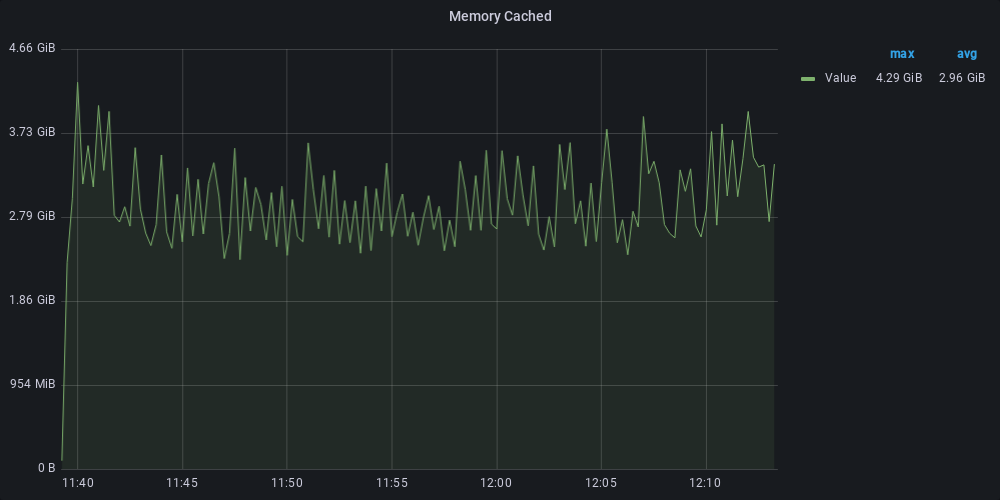 Memory Cached
4.66 GiB
3.73 GiB
2.79 GiB
1.86 GiB
954 MiB
0 B
11:40 11:45 11:50 11:55 12:00 12:05 12:10
max avg
Value 4.29 GiB 2.96 GiB